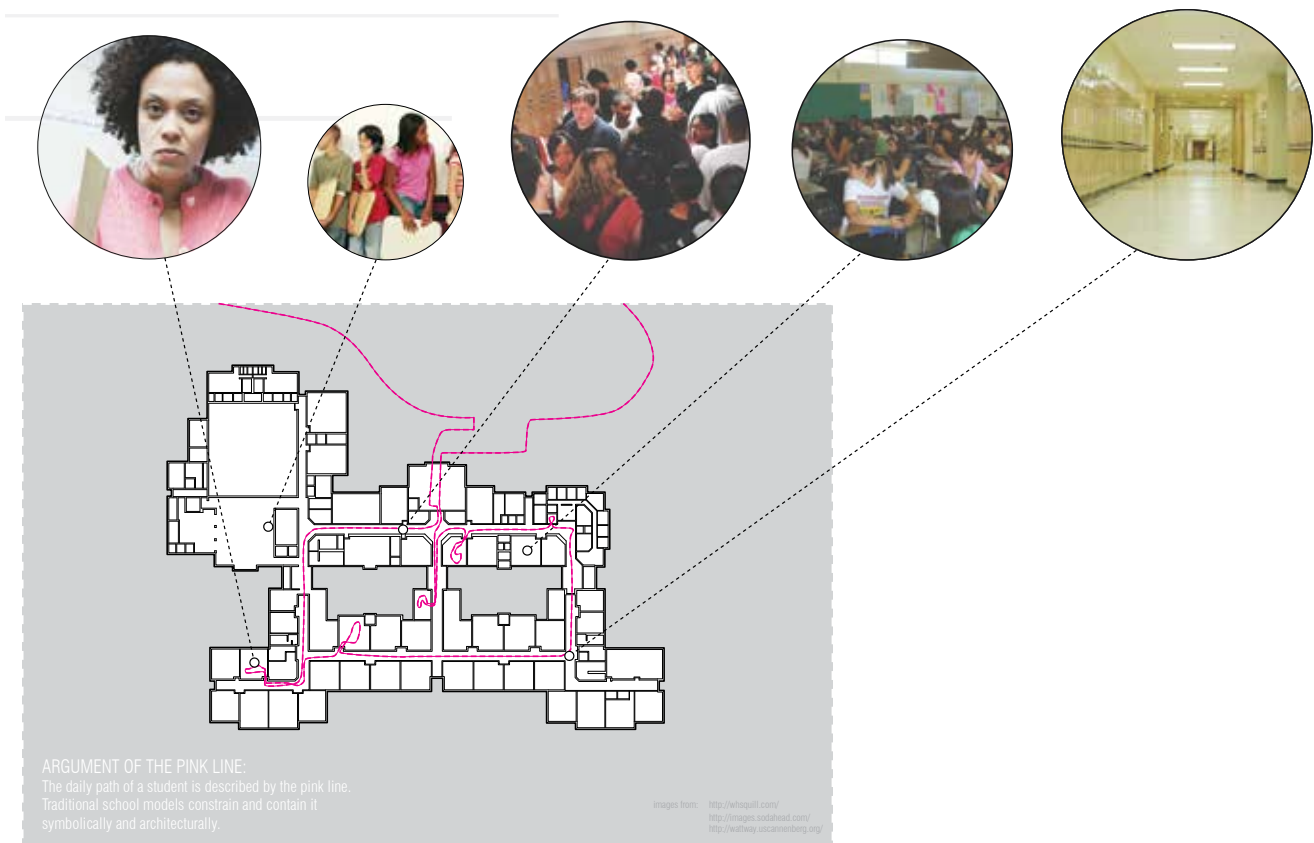 ARGUMENT OF THE PINK LINE:
The daily path of a student is described by the pink line.
Traditional school models constrain and contain it
symbolically and architecturally.
images from: http://whsquill.com/
http://images.sodahead.com/
http://wattway.uscannenberg.org/